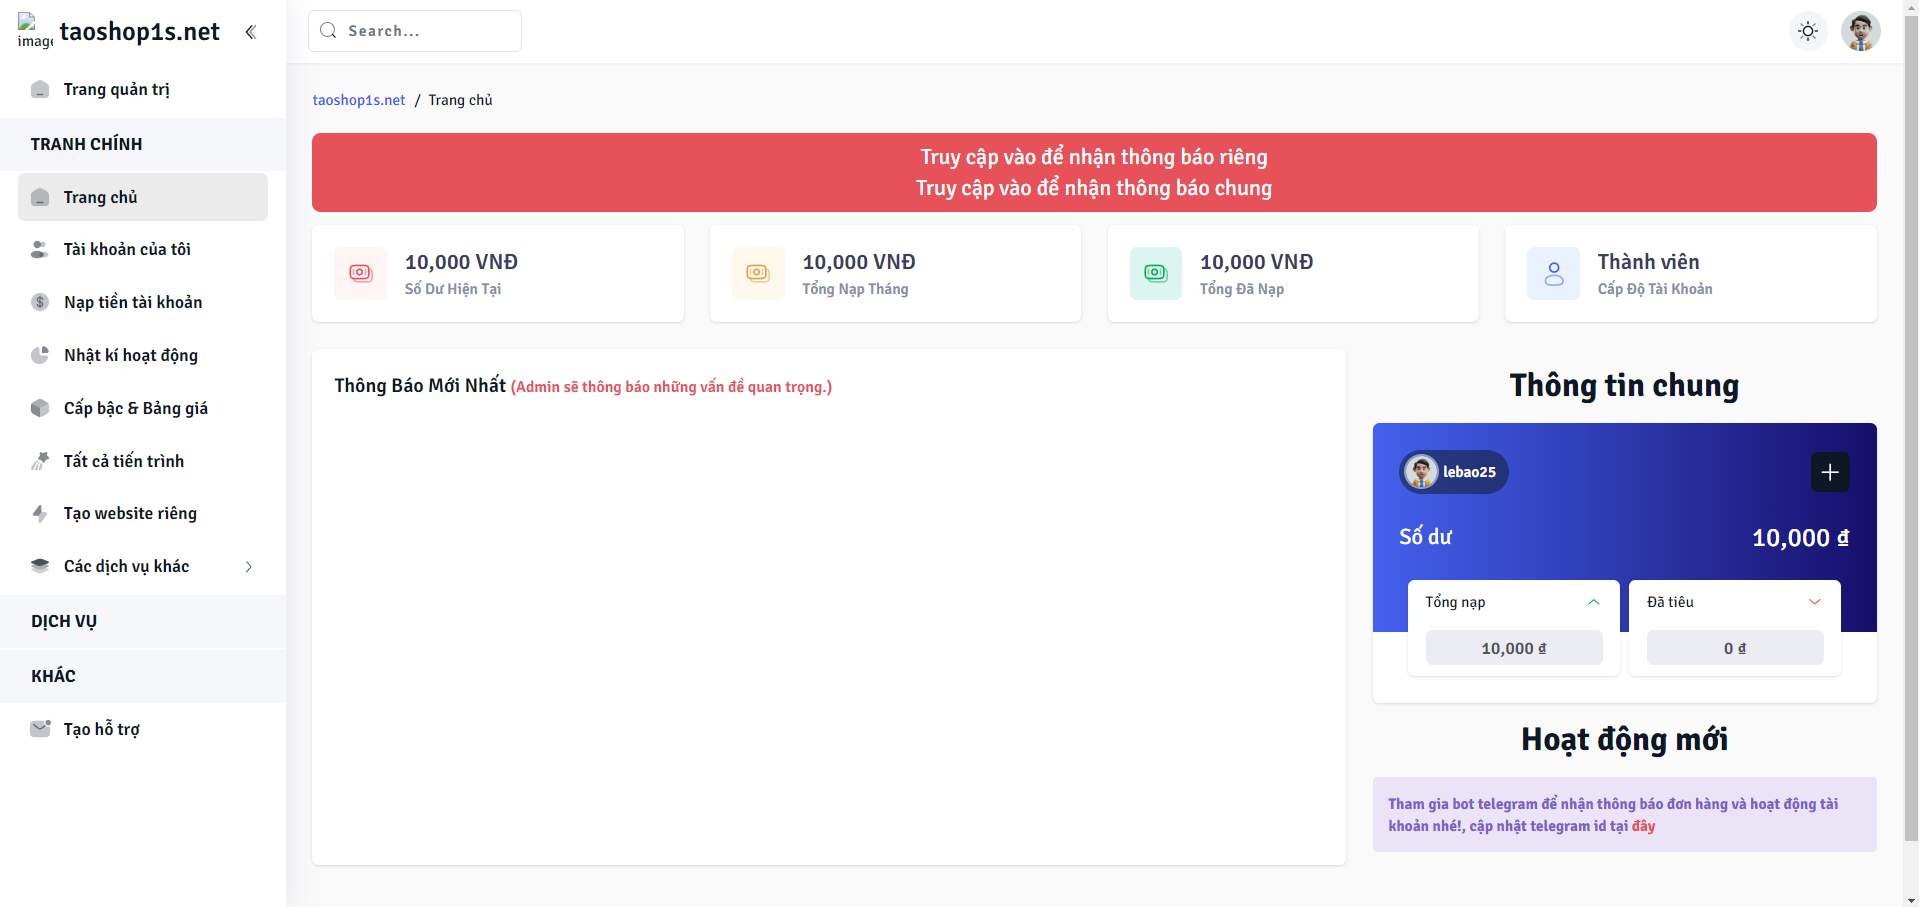 image
taoshop1s.net
Trang quản trị
TRANH CHÍNH
Trang chủ
Tài khoản của tôi
Nạp tiền tài khoản
Nhật kí hoạt động
Cấp bậc & Bảng giá
Tất cả tiến trình
Tạo website riêng
Các dịch vụ khác
DỊCH VỤ
KHÁC
Tạo hỗ trợ
Search...
taoshop1s.net / Trang chủ
Truy cập vào để nhận thông báo riêng
Truy cập vào để nhận thông báo chung
10,000 VNĐ
Số Dư Hiện Tại
10,000 VNĐ
Tổng Nạp Tháng
10,000 VNĐ
Tổng Đã Nạp
Thành viên
Cấp Độ Tài Khoản
Thông Báo Mới Nhất (Admin sẽ thông báo những vấn đề quan trọng.)
Thông tin chung
lebao25
Số dư
10,000 ₫
Tổng nạp
10,000 ₫
Đã tiêu
0 ₫
Hoạt động mới
Tham gia bot telegram để nhận thông báo đơn hàng và hoạt động tài
khoản nhé!, cập nhật telegram id tại đây